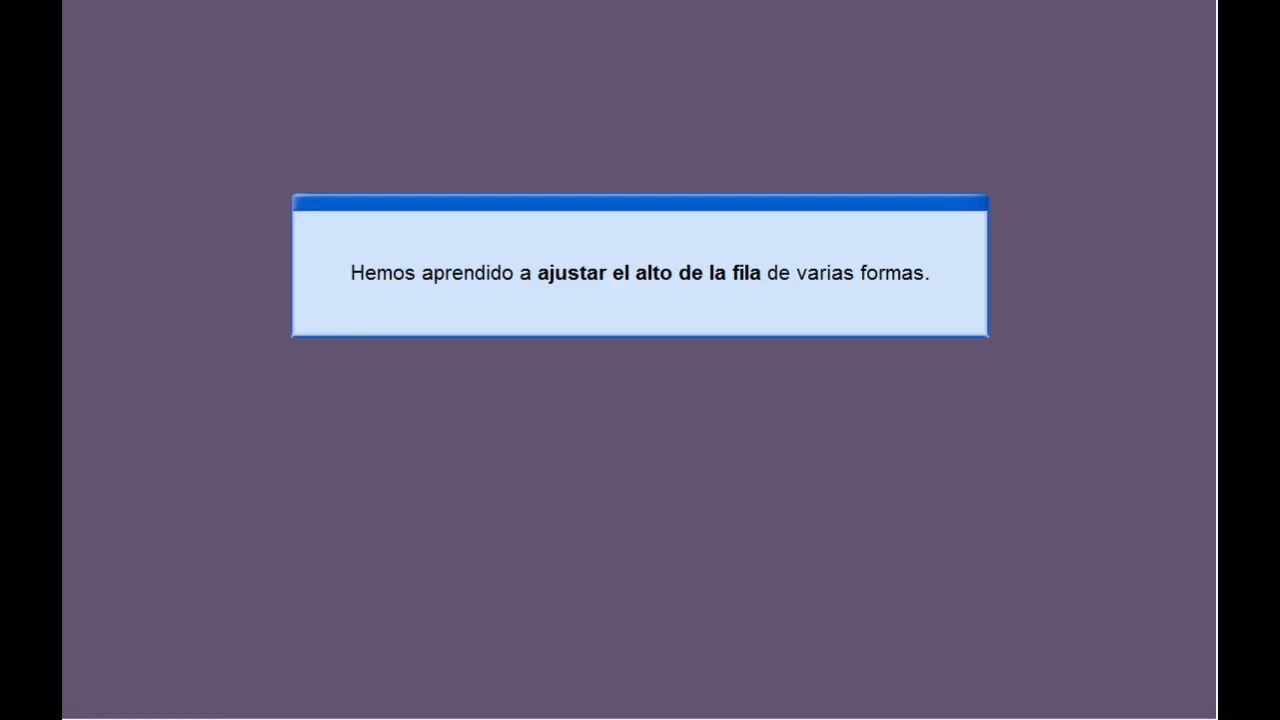 Hemos aprendido a ajustar el alto de la fila de varias formas.